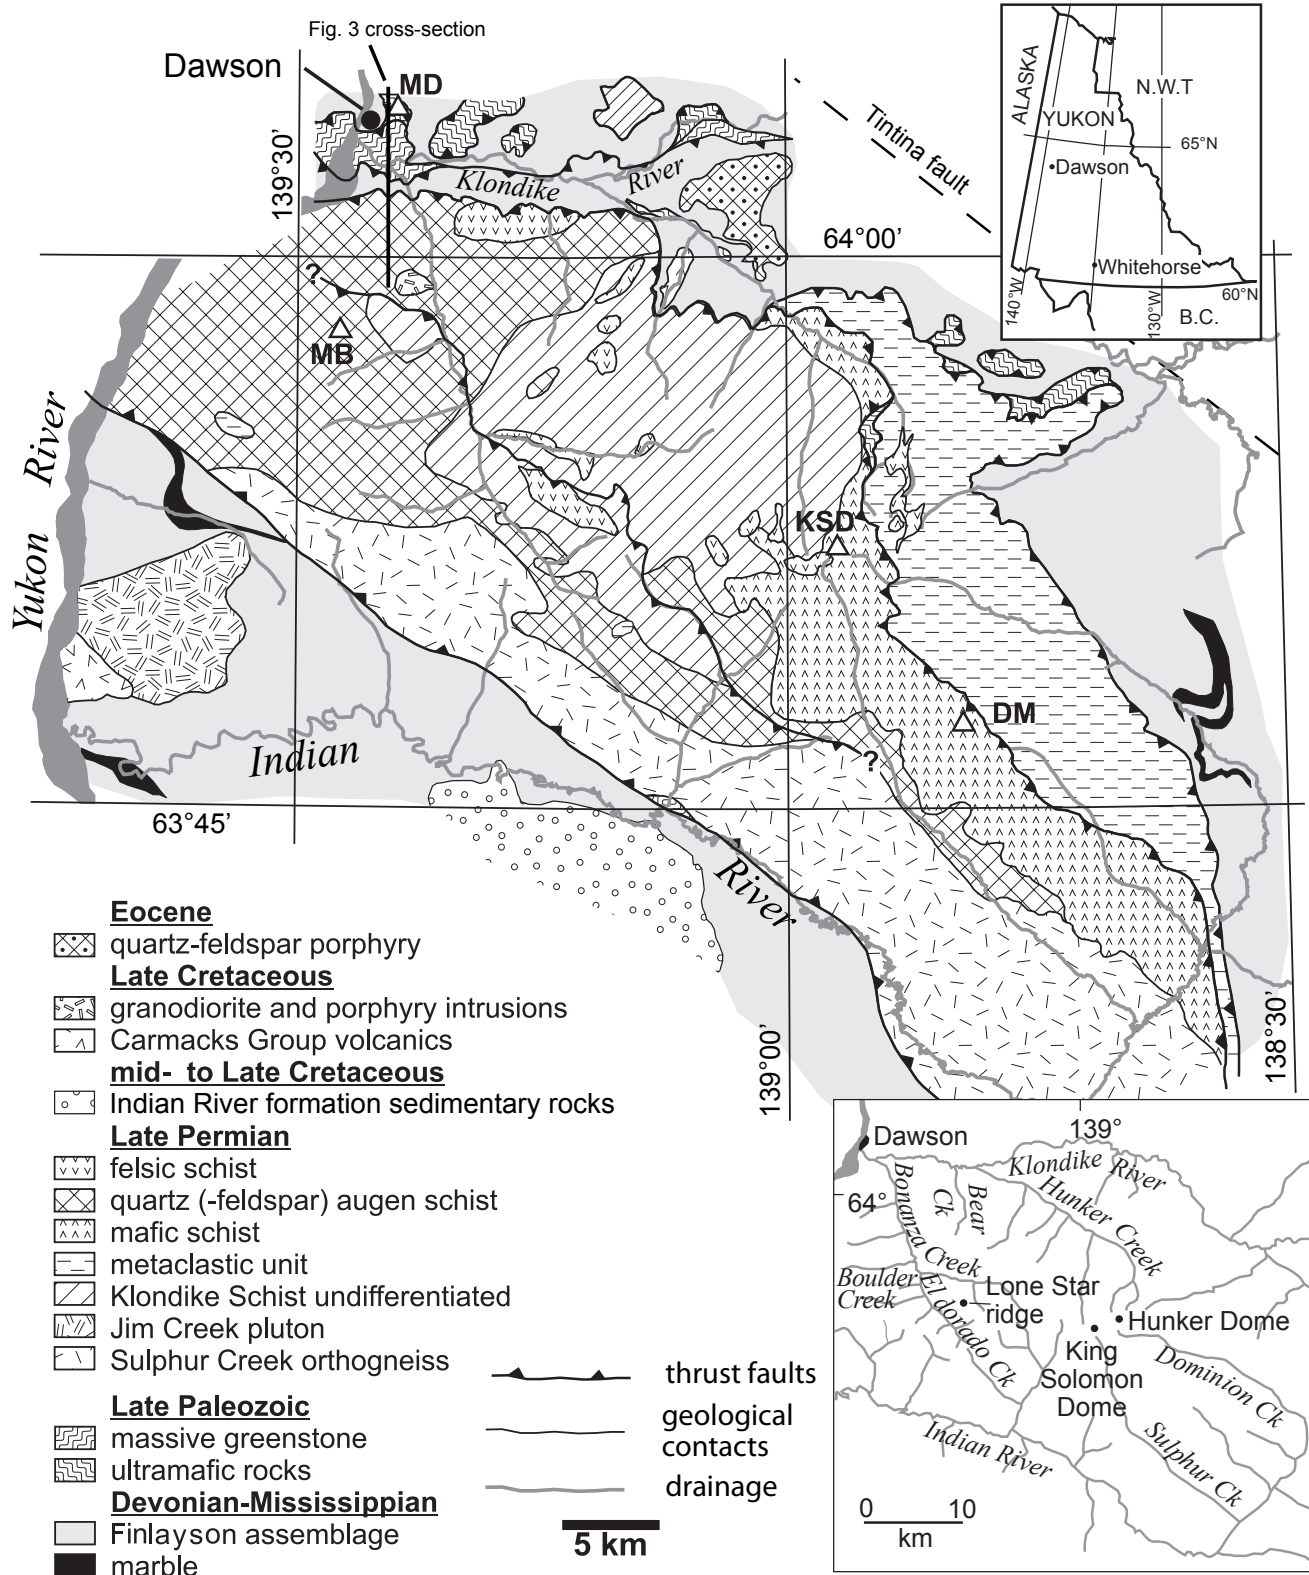 Fig. 3 cross-section
Dawson
MD
139°30’
Klondike
River
Tintina fault
64°00’
ALASKA
YUKON
N.W.T
65°N
Dawson
Whitehorse
140°W
130°W
60°N
B.C.
?
MB
Yukon River
KSD
DM
?
Indian
River
63°45’
139°00’
138°30’
Eocene
quartz-feldspar porphyry
Late Cretaceous
granodiorite and porphyry intrusions
Carmacks Group volcanics
mid- to Late Cretaceous
Indian River formation sedimentary rocks
Late Permian
felsic schist
quartz (-feldspar) augen schist
mafic schist
metaclastic unit
Klondike Schist undifferentiated
Jim Creek pluton
Sulphur Creek orthogneiss
Late Paleozoic
massive greenstone
ultramafic rocks
Devonian-Mississippian
Finlayson assemblage
marble
thrust faults
geological
contacts
drainage
5 km
139°
Dawson
64°
Klondike River
Bonanza Creek
Ck
Bear
Hunker Creek
Boulder
Creek
El dorado Ck
Lone Star
ridge
Hunker Dome
King
Solomon
Dome
Dominion Ck
Sulphur Ck
Indian River
0 10
km